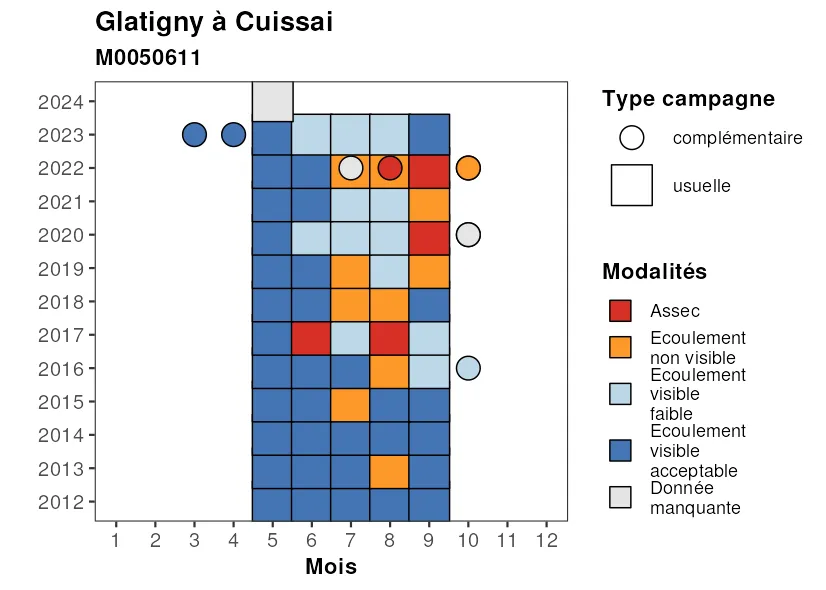 Glatigny à Cuissai
M0050611
2024
2023
2022
2021
2020
2019
2018
2017
2016
2015
2014
2013
2012
1 2 3 4 5 6 7 8 9 10 11 12
Mois
Type campagne
complémentaire
usuelle
Modalités
Assec
Ecoulement
non visible
Ecoulement
visible
faible
Ecoulement
visible
acceptable
Donnée
manquante